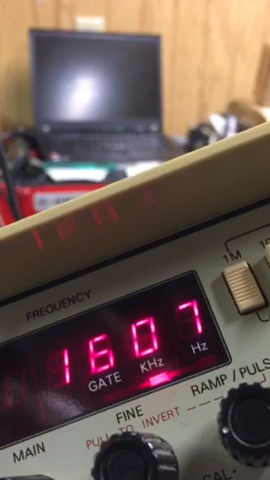 1M
FREQUENCY
1607
GATE KHz Hz
RAMP/PULS
FINE
PULL TO INVERT
MAIN
CAL